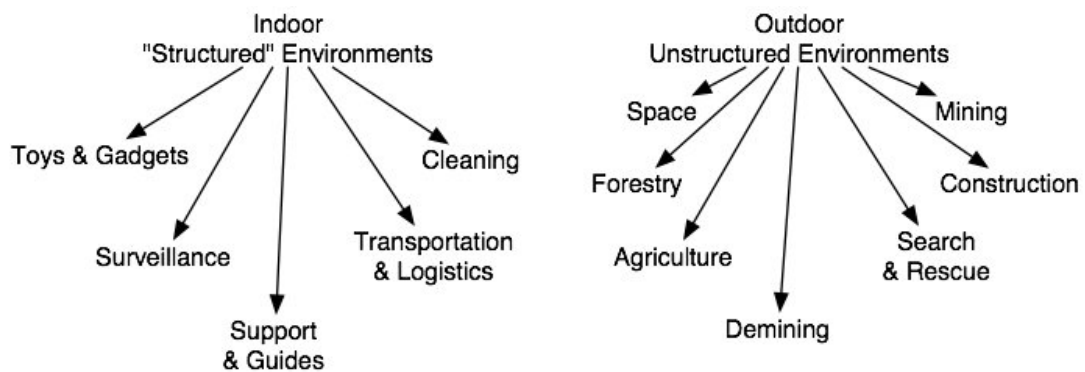 Indoor
"Structured" Environments
Toys & Gadgets
Cleaning
Surveillance
Transportation
& Logistics
Support
& Guides
Outdoor
Unstructured Environments
Space
Mining
Forestry
Construction
Agriculture
Search
& Rescue
Demining